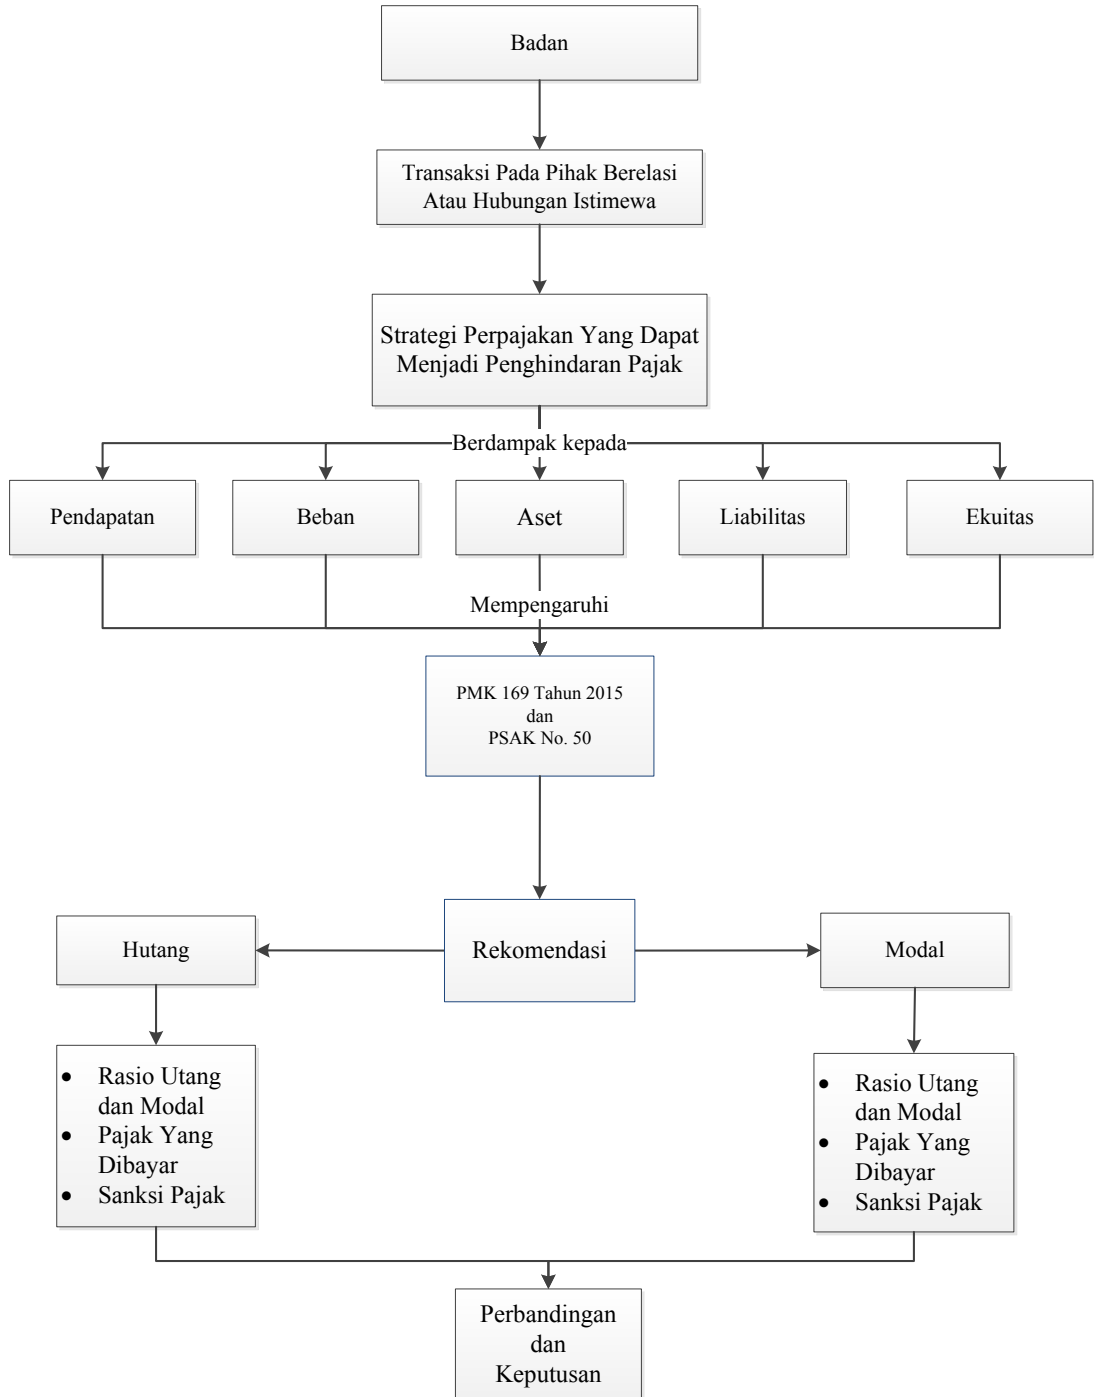 Badan
Transaksi Pada Pihak Berelasi
Atau Hubungan Istimewa
Strategi Perpajakan Yang Dapat
Menjadi Penghindaran Pajak
Berdampak kepada
Pendapatan
Beban
Aset
Liabilitas
Ekuitas
Mempengaruhi
PMK 169 Tahun 2015
dan
PSAK No. 50
Hutang
Rekomendasi
Modal
• Rasio Utang
dan Modal
• Pajak Yang
Dibayar
• Sanksi Pajak
• Rasio Utang
dan Modal
• Pajak Yang
Dibayar
• Sanksi Pajak
Perbandingan
dan
Keputusan